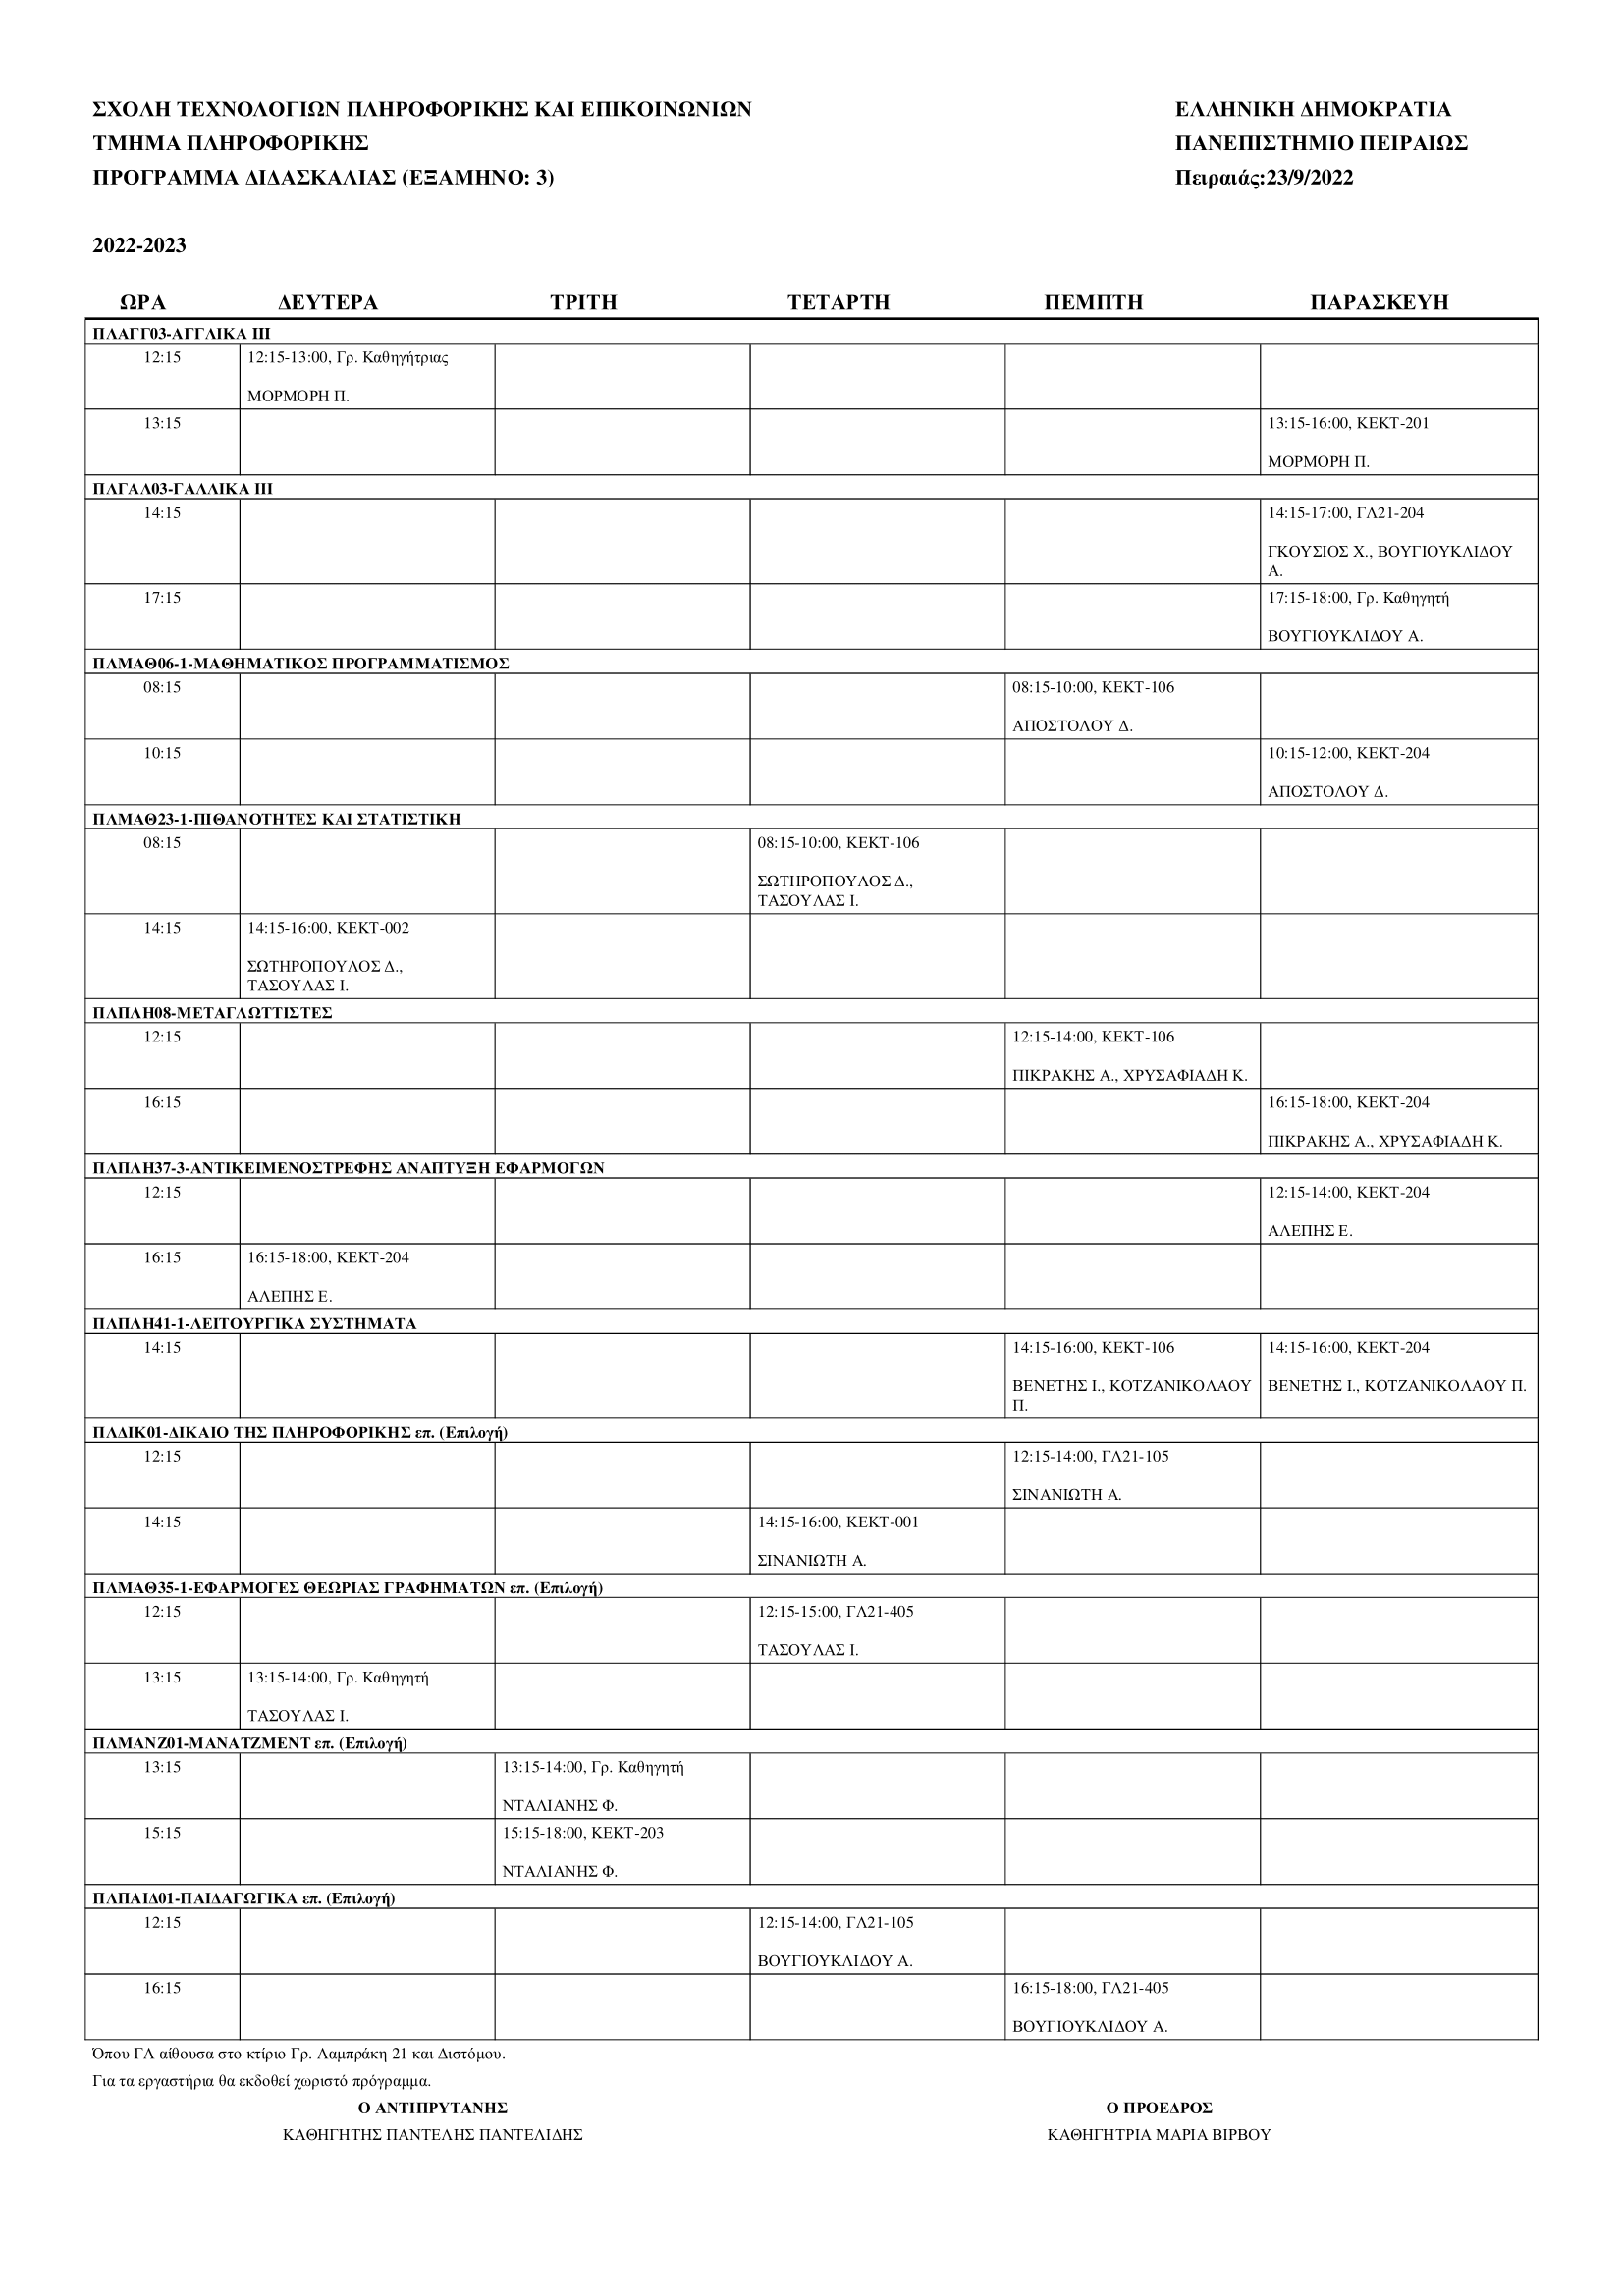 ΣΧΟΛΗ ΤΕΧΝΟΛΟΓΙΩΝ ΠΛΗΡΟΦΟΡΙΚΗΣ ΚΑΙ ΕΠΙΚΟΙΝΩΝΙΩΝ
ΕΛΛΗΝΙΚΗ ΔΗΜΟΚΡΑΤΙΑ
ΤΜΗΜΑ ΠΛΗΡΟΦΟΡΙΚΗΣ
ΠΑΝΕΠΙΣΤΗΜΙΟ ΠΕΙΡΑΙΩΣ
ΠΡΟΓΡΑΜΜΑ ΔΙΔΑΣΚΑΛΙΑΣ (ΕΞΑΜΗΝΟ: 3)
Πειραιάς:23/9/2022
2022-2023
ΩΡΑ ΔΕΥΤΕΡΑ ΤΡΙΤΗ ΤΕΤΑΡΤΗ ΠΕΜΠΤΗ ΠΑΡΑΣΚΕΥΗ
ΠΛΑΓΓ03-ΑΓΓΛΙΚΑ ΙΙΙ
12:15 12:15-13:00, Γρ. Καθηγήτριας
ΜΟΡΜΟΡΗ Π.
13:15 13:15-16:00, ΚΕΚΤ-201
ΜΟΡΜΟΡΗ Π.
ΠΛΓΑΛ03-ΓΑΛΛΙΚΑ ΙΙΙ
14:15 14:15-17:00, ΓΛ21-204
ΓΚΟΥΣΙΟΣ Χ., ΒΟΥΓΙΟΥΚΛΙΔΟΥ
Α.
17:15 17:15-18:00, Γρ. Καθηγητή
ΒΟΥΓΙΟΥΚΛΙΔΟΥ Α.
ΠΛΜΑΘ06-1-ΜΑΘΗΜΑΤΙΚΟΣ ΠΡΟΓΡΑΜΜΑΤΙΣΜΟΣ
08:15 08:15-10:00, ΚΕΚΤ-106
ΑΠΟΣΤΟΛΟΥ Δ.
10:15 10:15-12:00, ΚΕΚΤ-204
ΑΠΟΣΤΟΛΟΥ Δ.
ΠΛΜΑΘ23-1-ΠΙΘΑΝΟΤΗΤΕΣ ΚΑΙ ΣΤΑΤΙΣΤΙΚΗ
08:15 08:15-10:00, ΚΕΚΤ-106
ΣΩΤΗΡΟΠΟΥΛΟΣ Δ.,
ΤΑΣΟΥΛΑΣ Ι.
14:15 14:15-16:00, ΚΕΚΤ-002
ΣΩΤΗΡΟΠΟΥΛΟΣ Δ.,
ΤΑΣΟΥΛΑΣ Ι.
ΠΛΠΛΗ08-ΜΕΤΑΓΛΩΤΤΙΣΤΕΣ
12:15 12:15-14:00, ΚΕΚΤ-106
ΠΙΚΡΑΚΗΣ Α., ΧΡΥΣΑΦΙΑΔΗ Κ.
16:15 16:15-18:00, ΚΕΚΤ-204
ΠΙΚΡΑΚΗΣ Α., ΧΡΥΣΑΦΙΑΔΗ Κ.
ΠΛΠΛΗ37-3-ΑΝΤΙΚΕΙΜΕΝΟΣΤΡΕΦΗΣ ΑΝΑΠΤΥΞΗ ΕΦΑΡΜΟΓΩΝ
12:15 12:15-14:00, ΚΕΚΤ-204
ΑΛΕΠΗΣ Ε.
16:15 16:15-18:00, ΚΕΚΤ-204
ΑΛΕΠΗΣ Ε.
ΠΛΠΛΗ41-1-ΛΕΙΤΟΥΡΓΙΚΑ ΣΥΣΤΗΜΑΤΑ
14:15 14:15-16:00, ΚΕΚΤ-106 14:15-16:00, ΚΕΚΤ-204
ΒΕΝΕΤΗΣ Ι., ΚΟΤΖΑΝΙΚΟΛΑΟΥ ΒΕΝΕΤΗΣ Ι., ΚΟΤΖΑΝΙΚΟΛΑΟΥ Π.
Π.
ΠΛΔΙΚ01-ΔΙΚΑΙΟ ΤΗΣ ΠΛΗΡΟΦΟΡΙΚΗΣ επ. (Επιλογή)
12:15 12:15-14:00, ΓΛ21-105
ΣΙΝΑΝΙΩΤΗ Α.
14:15 14:15-16:00, ΚΕΚΤ-001
ΣΙΝΑΝΙΩΤΗ Α.
ΠΛΜΑΘ35-1-ΕΦΑΡΜΟΓΕΣ ΘΕΩΡΙΑΣ ΓΡΑΦΗΜΑΤΩΝ επ. (Επιλογή)
12:15 12:15-15:00, ΓΛ21-405
ΤΑΣΟΥΛΑΣ Ι.
13:15 13:15-14:00, Γρ. Καθηγητή
ΤΑΣΟΥΛΑΣ Ι.
ΠΛΜΑΝΖ01-ΜΑΝΑΤΖΜΕΝΤ επ. (Επιλογή)
13:15 13:15-14:00, Γρ. Καθηγητή
ΝΤΑΛΙΑΝΗΣ Φ.
15:15 15:15-18:00, ΚΕΚΤ-203
ΝΤΑΛΙΑΝΗΣ Φ.
ΠΛΠΑΙΔ01-ΠΑΙΔΑΓΩΓΙΚΑ επ. (Επιλογή)
12:15 12:15-14:00, ΓΛ21-105
ΒΟΥΓΙΟΥΚΛΙΔΟΥ Α.
16:15 16:15-18:00, ΓΛ21-405
ΒΟΥΓΙΟΥΚΛΙΔΟΥ Α.
Όπου ΓΛ αίθουσα στο κτίριο Γρ. Λαμπράκη 21 και Διστόμου.
Για τα εργαστήρια θα εκδοθεί χωριστό πρόγραμμα.
Ο ΑΝΤΙΠΡΥΤΑΝΗΣ Ο ΠΡΟΕΔΡΟΣ
ΚΑΘΗΓΗΤΗΣ ΠΑΝΤΕΛΗΣ ΠΑΝΤΕΛΙΔΗΣ ΚΑΘΗΓΗΤΡΙΑ ΜΑΡΙΑ ΒΙΡΒΟΥ